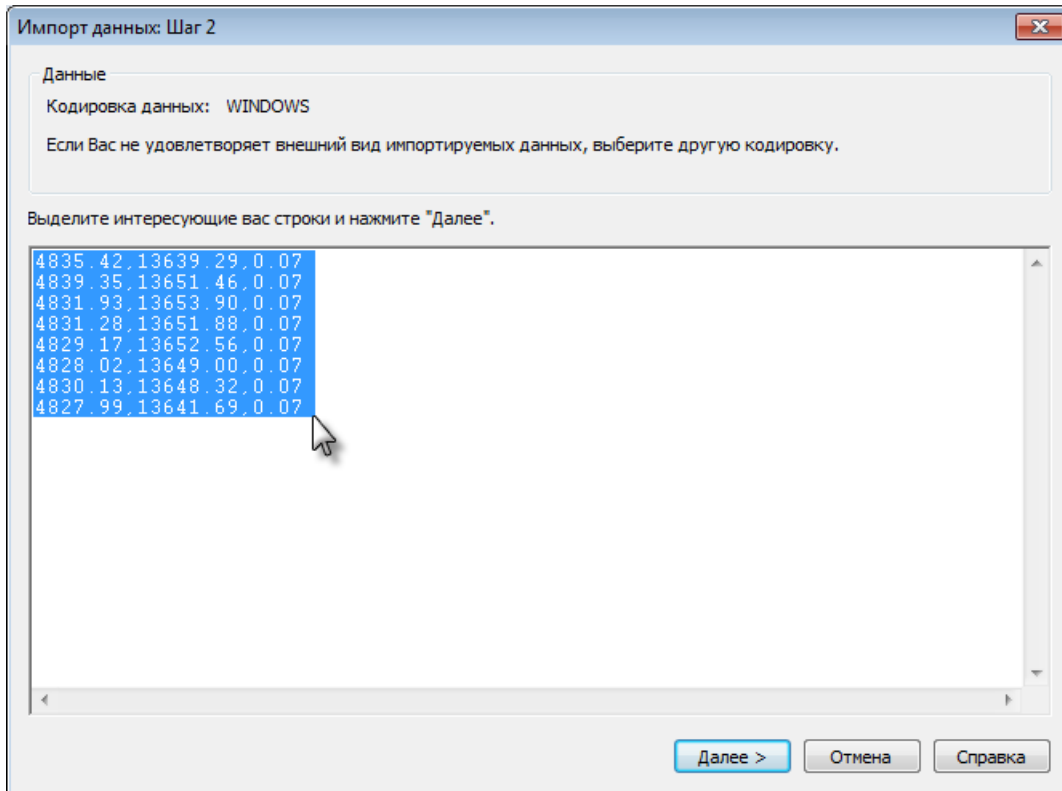 Импорт данных: Шаг 2
Данные
Кодировка данных: WINDOWS
Если Вас не удовлетворяет внешний вид импортируемых данных, выберите другую кодировку.
Выделите интересующие вас строки и нажмите "Далее".
4835.42,13639.29,0.07
4839.35,13651.46,0.07
4831.93,13653.90,0.07
4831.28,13651.88,0.07
4829.17,13652.56,0.07
4828.02,13649.00,0.07
4830.13,13648.32,0.07
4827.99,13641.69,0.07
Далее >
Отмена
Справка